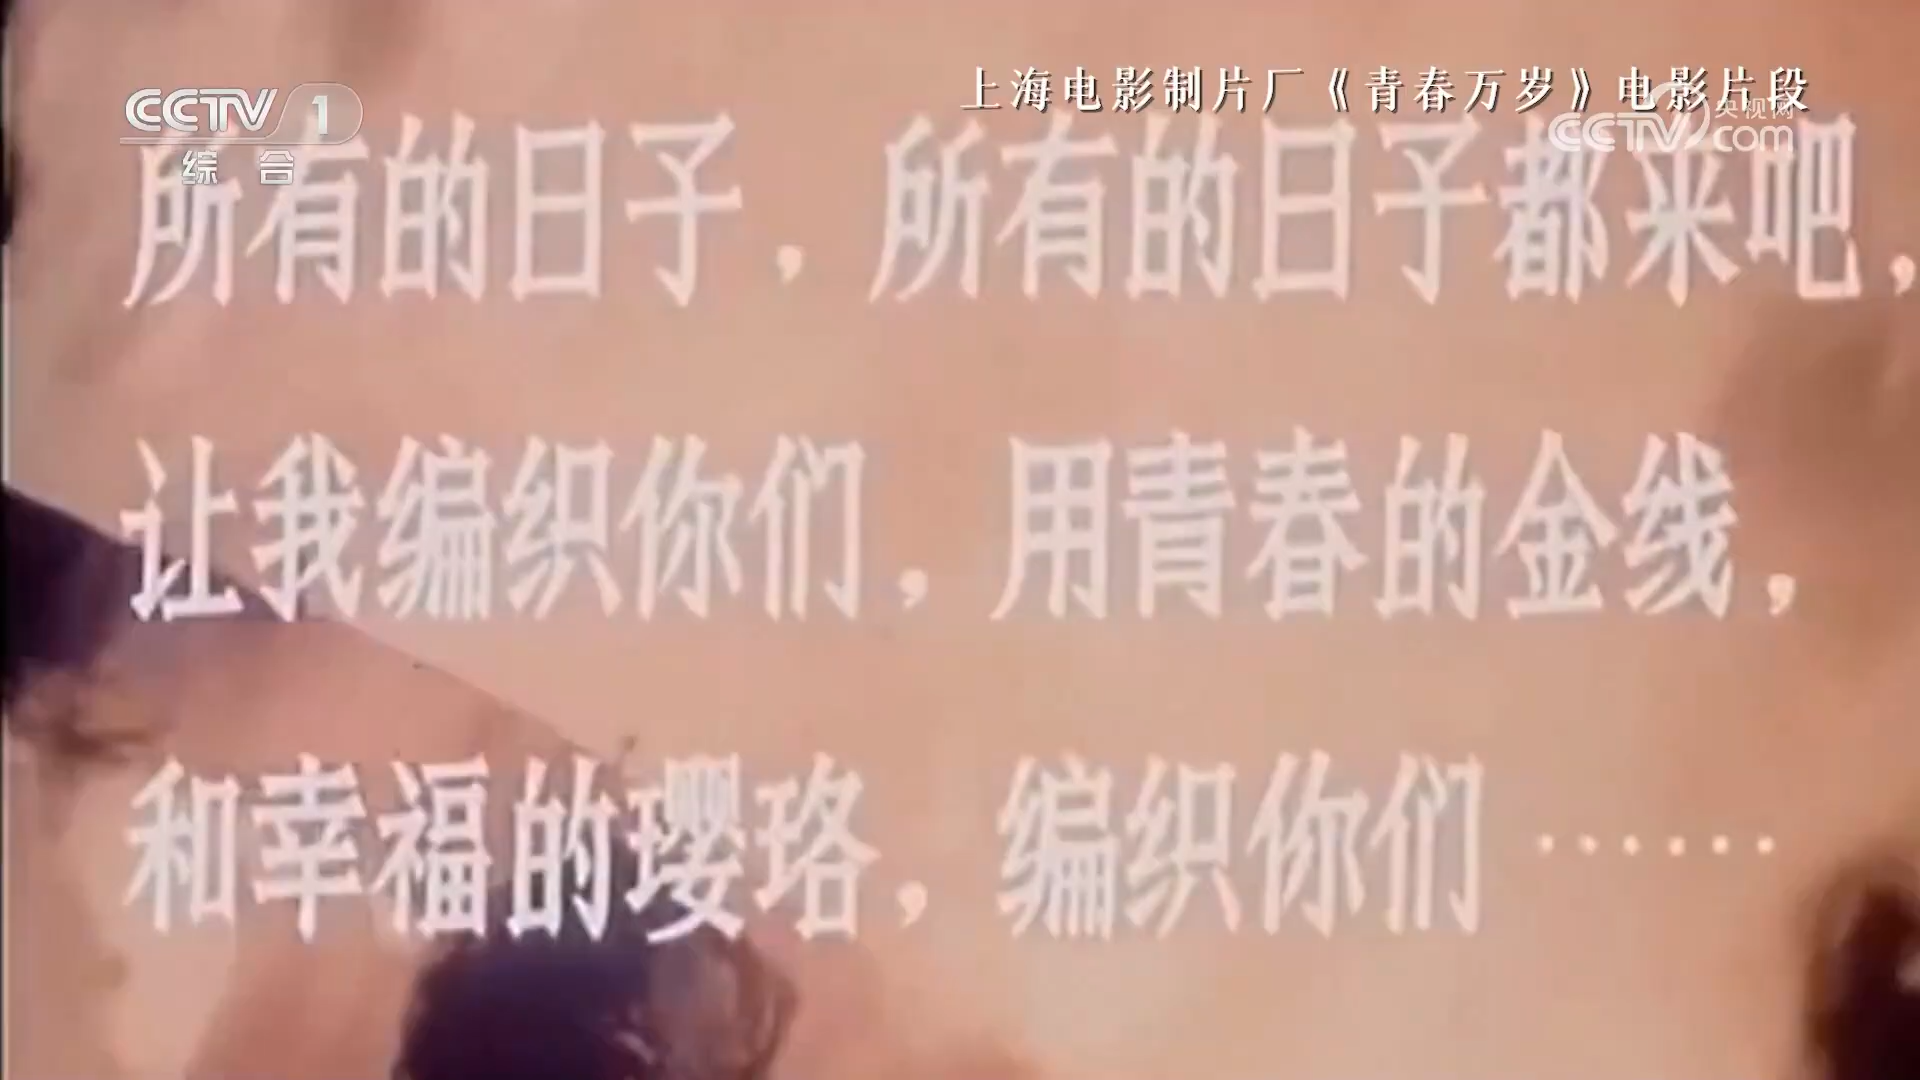 上海电影制片厂《青春万岁》电影片段
CCTV 1
综合
央视网
CCTV.com
所有的日子，所有的日子都来吧，
让我编织你们，用青春的金线，
和幸福的璎珞，编织你们……